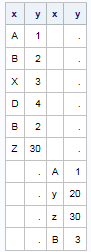 x y x y
A 1 .
B 2 .
X 3 .
D 4 .
B 2 .
Z 30 .
. A 1
. y 20
. z 30
. B 3